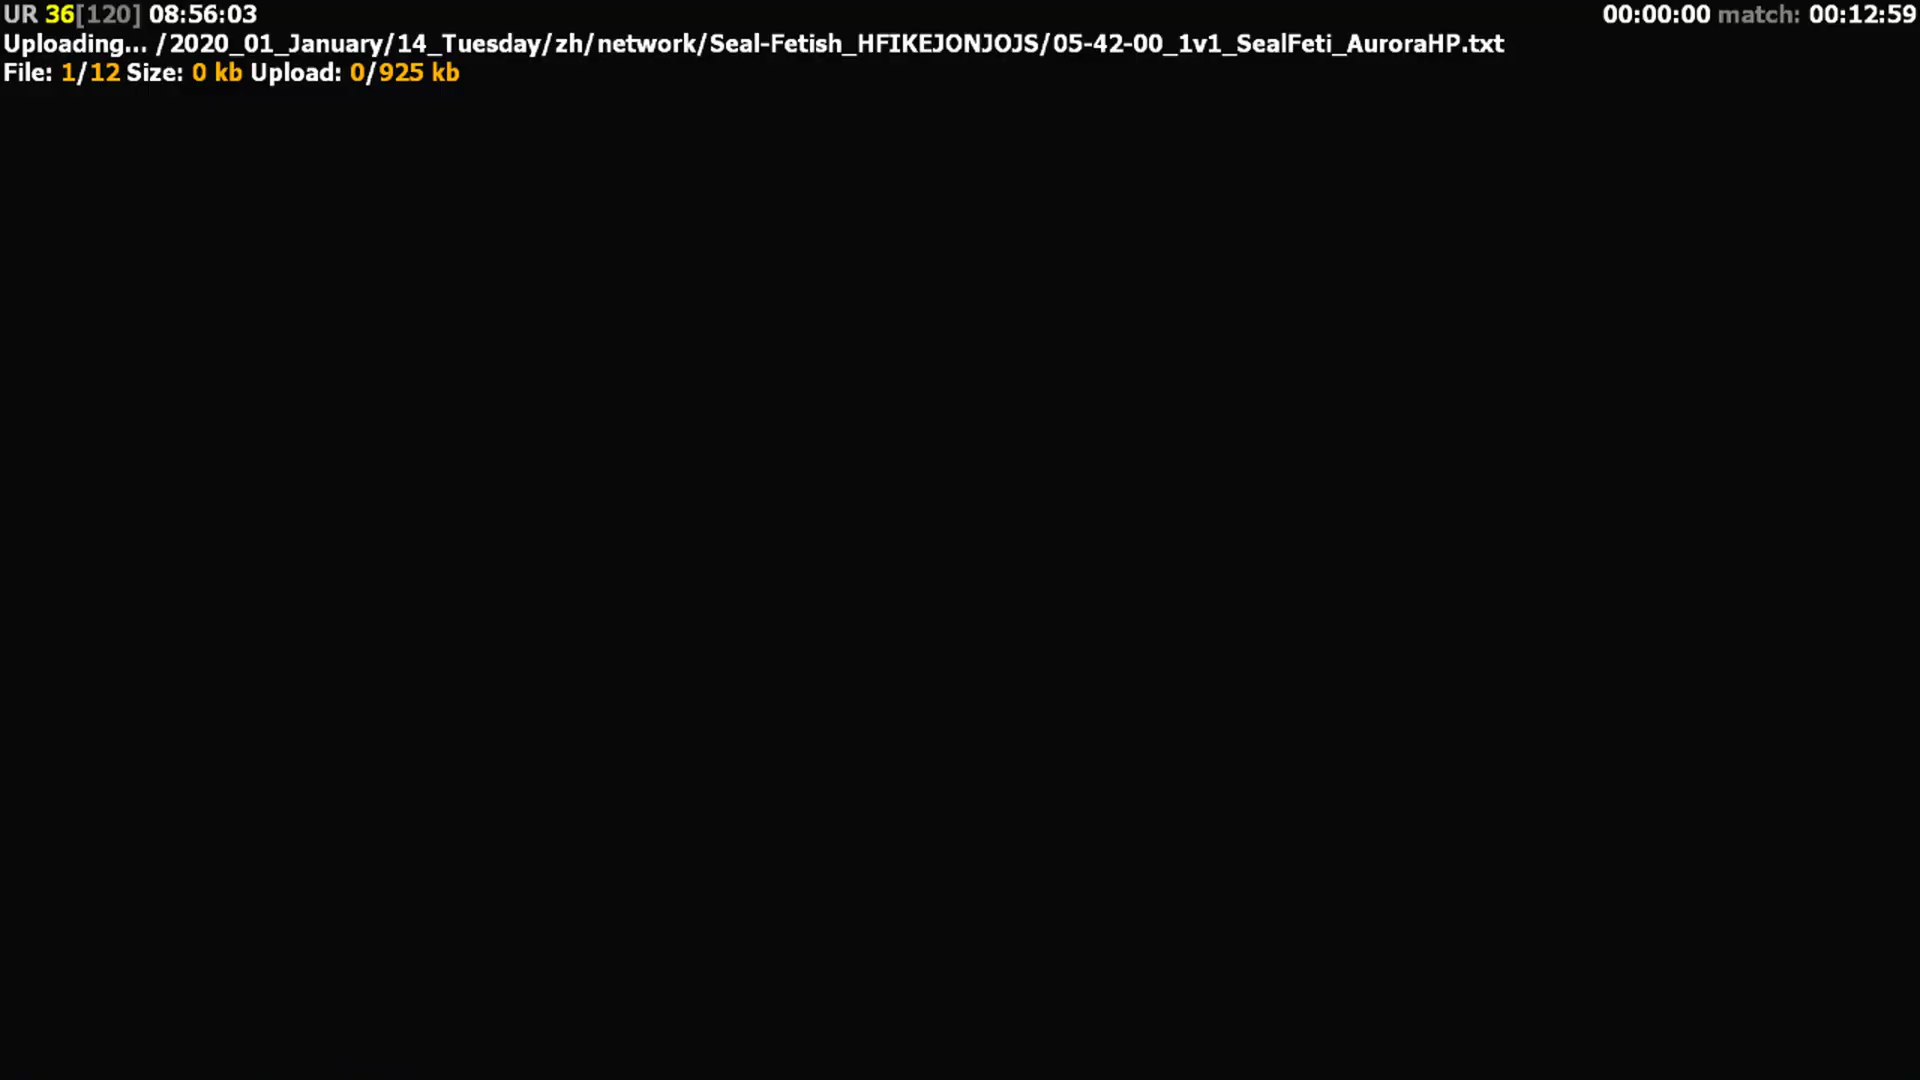 UR 36[120] 08:56:03 00:00:00 match: 00:12:59
Uploading... /2020_01_January/14_Tuesday/zh/network/Seal-Fetish_HFIKEJONJOJS/05-42-00_1v1_SealFeti_AuroraHP.txt
File: 1/12 Size: 0 kb Upload: 0/925 kb